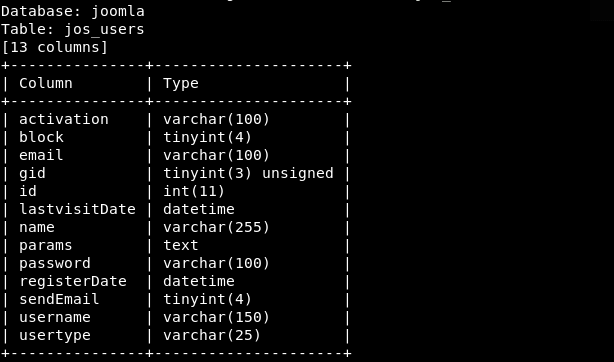 Database: joomla
Table: jos_users
[13 columns]
+---------------+---------------------+
| Column        | Type                |
+---------------+---------------------+
| activation    | varchar(100)        |
| block         | tinyint(4)          |
| email         | varchar(100)        |
| gid           | tinyint(3) unsigned |
| id            | int(11)             |
| lastvisitDate | datetime            |
| name          | varchar(255)        |
| params        | text                |
| password      | varchar(100)        |
| registerDate  | datetime            |
| sendEmail     | tinyint(4)          |
| username      | varchar(150)        |
| usertype      | varchar(25)         |
+---------------+---------------------+